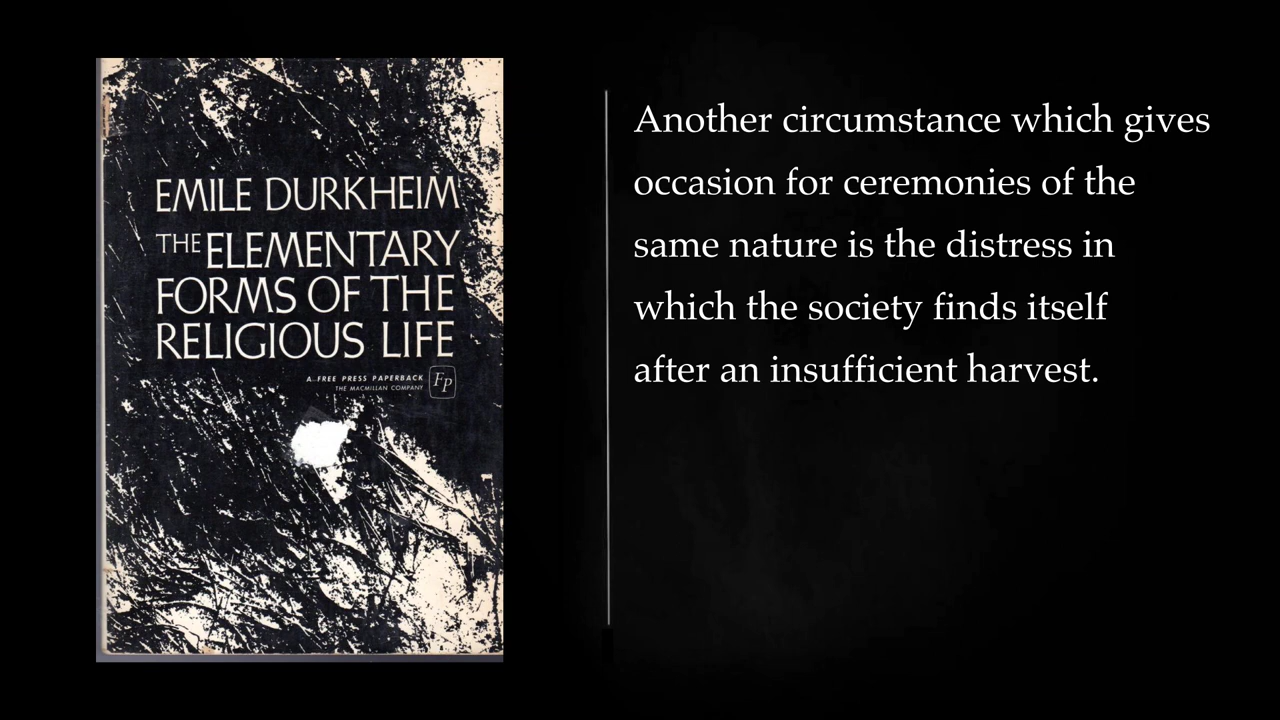 EMILE DURKHEIM
THE ELEMENTARY
FORMS OF THE
RELIGIOUS LIFE
A FREE PRESS PAPERBACK
THE MACMILLAN COMPANY
Fp
Another circumstance which gives
occasion for ceremonies of the
same nature is the distress in
which the society finds itself
after an insufficient harvest.